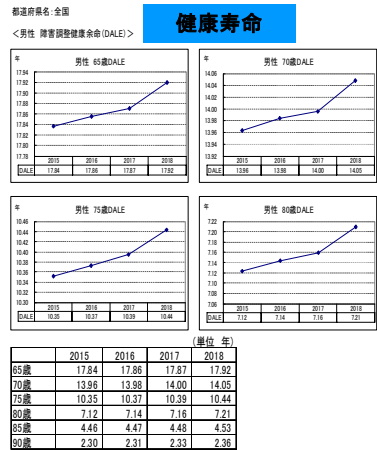 都道府県名：全国
健康寿命
＜男性 障害調整健康余命（DALE）＞
年
男性 65歳DALE
17.94
17.92
17.90
17.88
17.86
17.84
17.82
17.80
17.78
2015 2016 2017 2018
DALE 17.84 17.86 17.87 17.92
年
男性 70歳DALE
14.06
14.04
14.02
14.00
13.98
13.96
13.94
13.92
2015 2016 2017 2018
DALE 13.96 13.98 14.00 14.05
年
男性 75歳DALE
10.46
10.44
10.42
10.40
10.38
10.36
10.34
10.32
10.30
2015 2016 2017 2018
DALE 10.35 10.37 10.39 10.44
年
男性 80歳DALE
7.22
7.20
7.18
7.16
7.14
7.12
7.10
7.08
7.06
2015 2016 2017 2018
DALE 7.12 7.14 7.16 7.21
（単位 年）
2015 2016 2017 2018
65歳 17.84 17.86 17.87 17.92
70歳 13.96 13.98 14.00 14.05
75歳 10.35 10.37 10.39 10.44
80歳 7.12 7.14 7.16 7.21
85歳 4.46 4.47 4.48 4.53
90歳 2.30 2.31 2.33 2.36